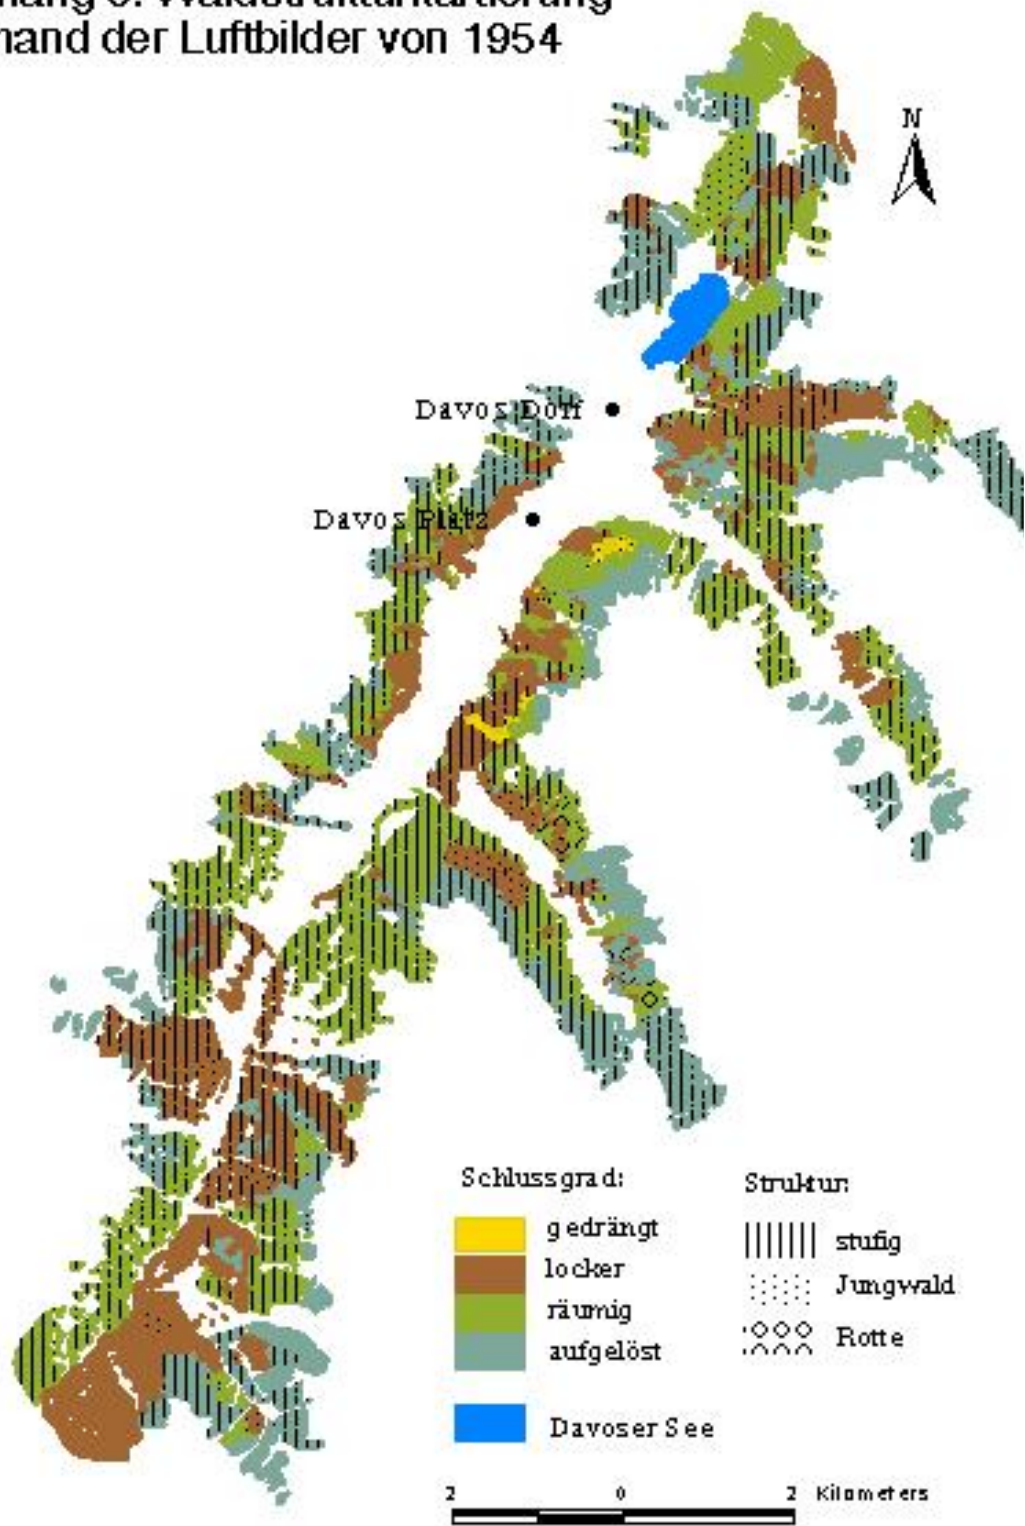 der Luftbilder von 1954
N
Davos Dorf
Davos Platz
Schlussgrad:
gedrängt
locker
räumig
aufgelöst
Davoser See
Struktur:
stufig
Jungwald
Rotte
2 0 2 Kilometers